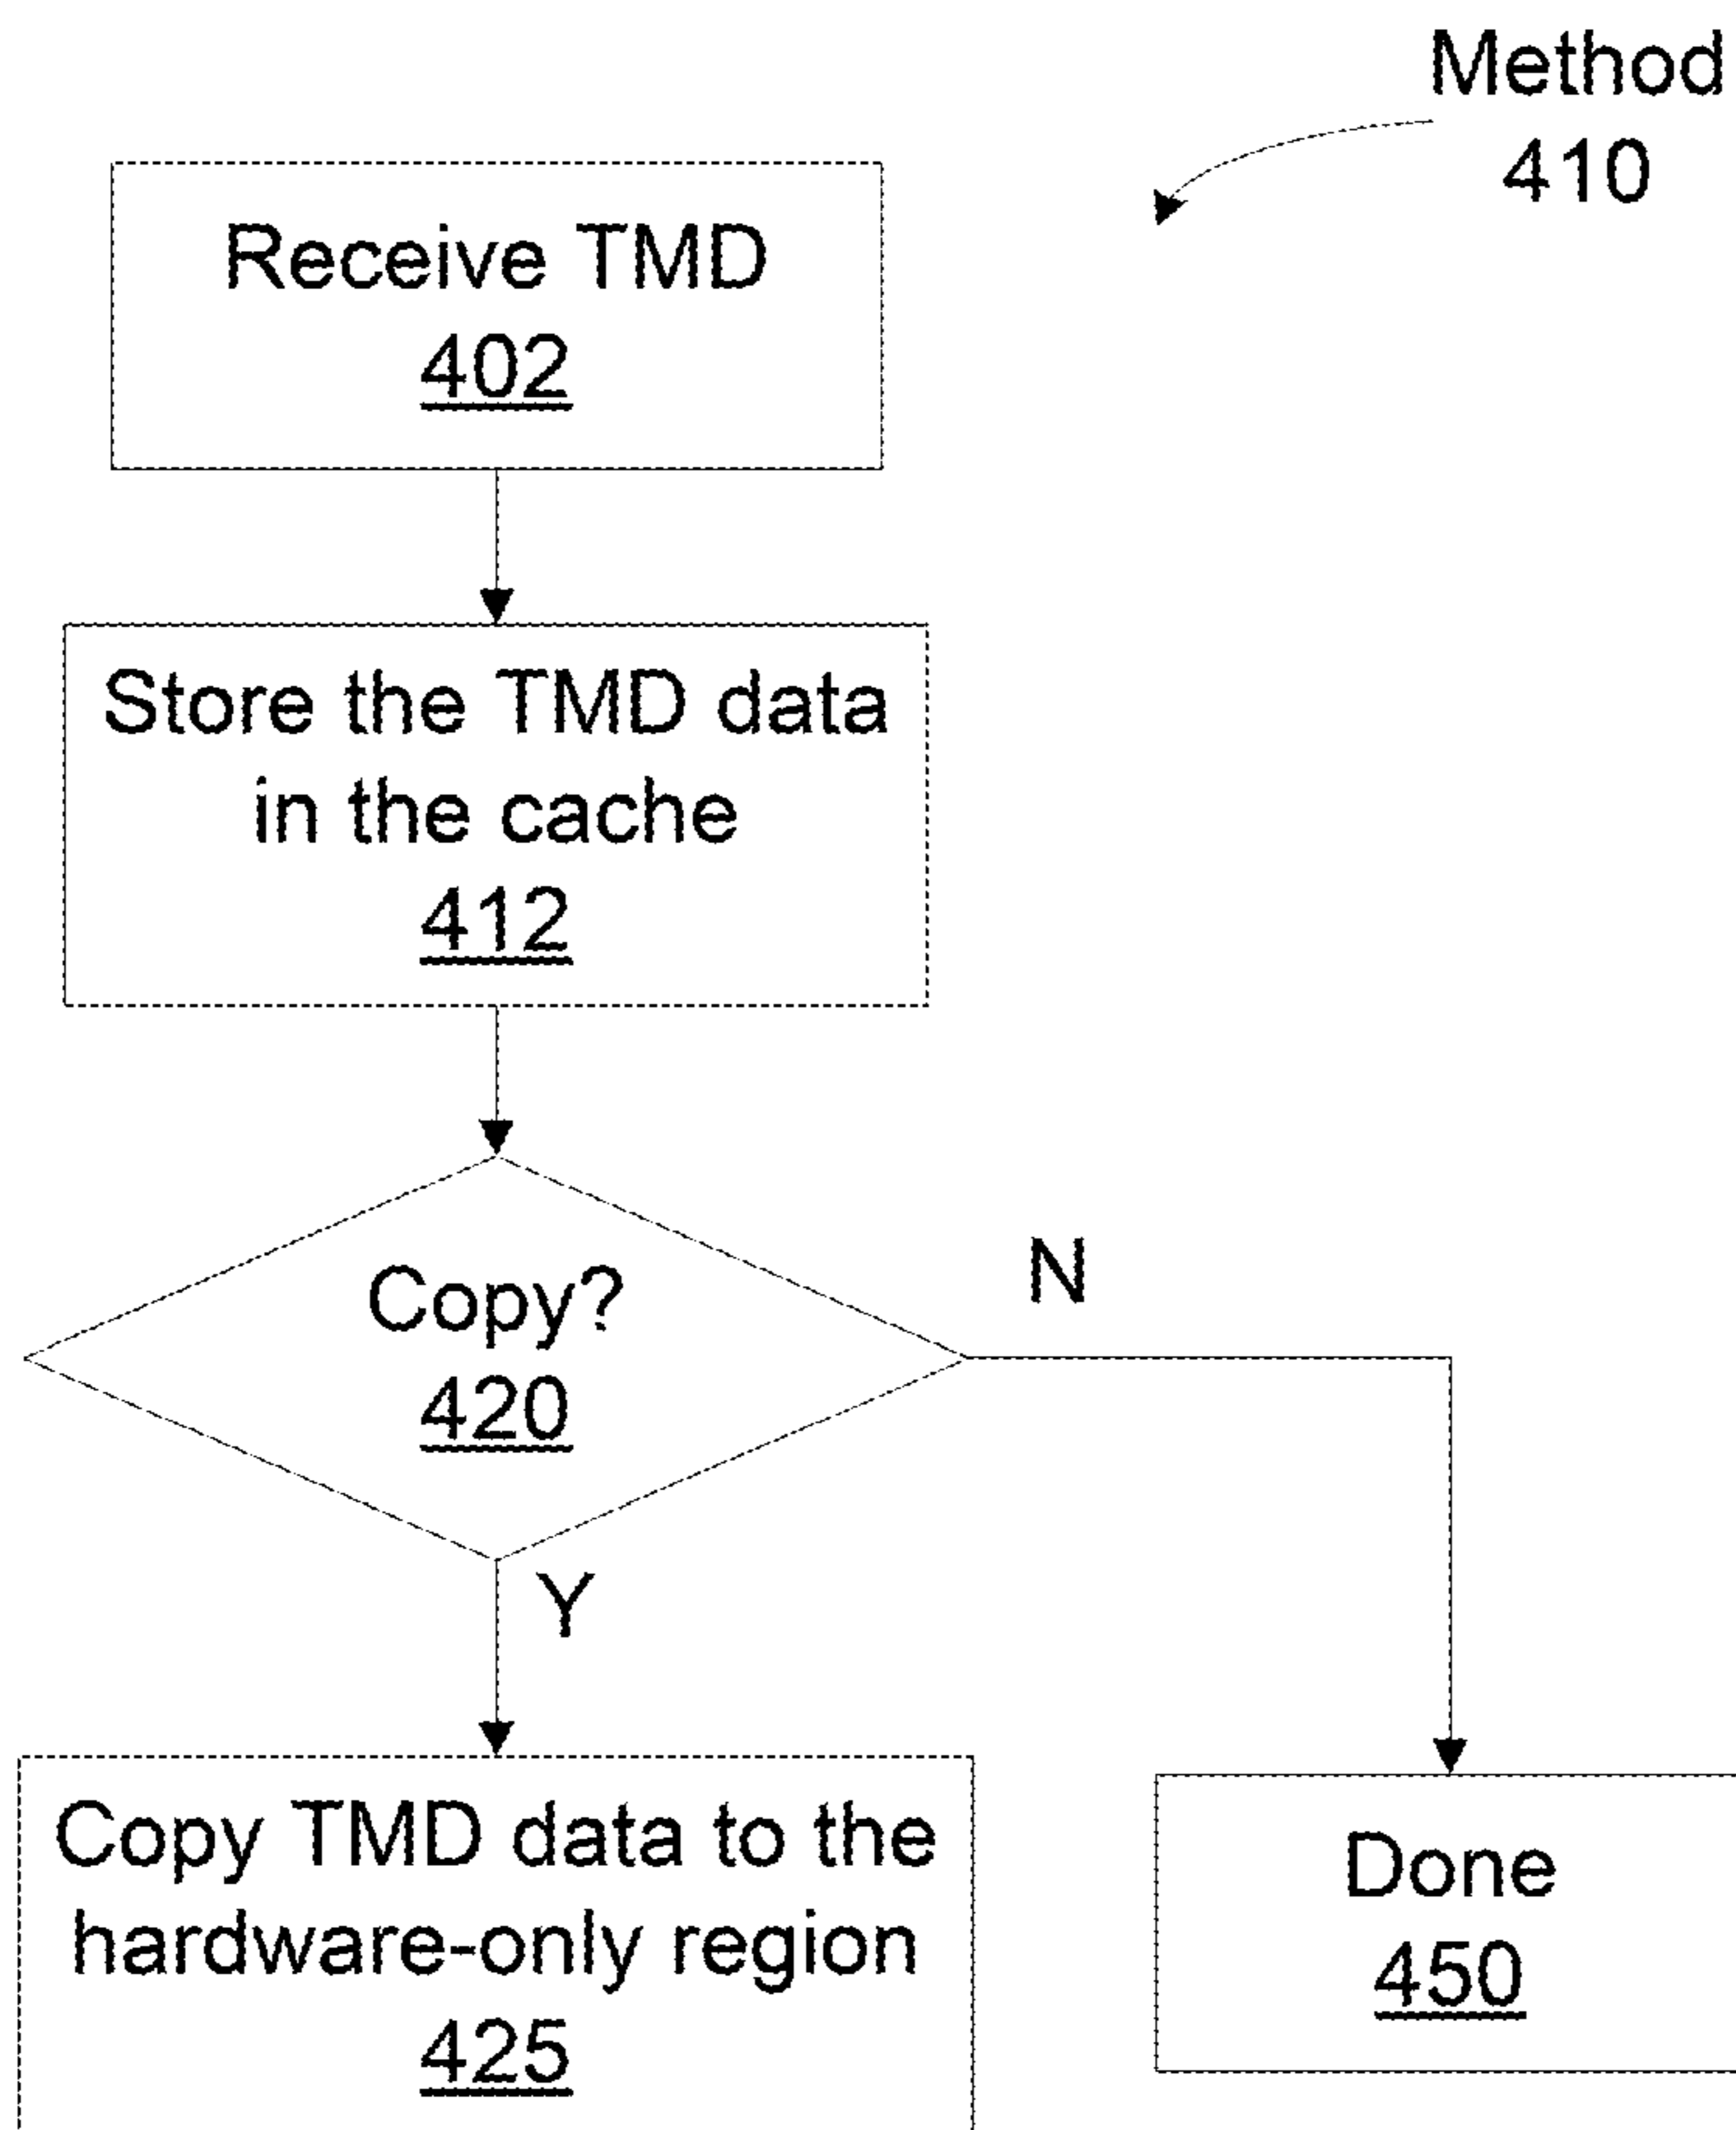 Method
410
Receive TMD
402
Store the TMD data
in the cache
412
Copy?
420
N
Y
Copy TMD data to the
hardware-only region
425
Done
450